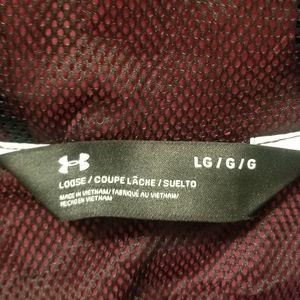 LG / G / G
LOOSE / COUPE LÂCHE / SUELTO
MADE IN VIETNAM / FABRIQUÉ AU VIETNAM /
HECHO EN VIETNAM